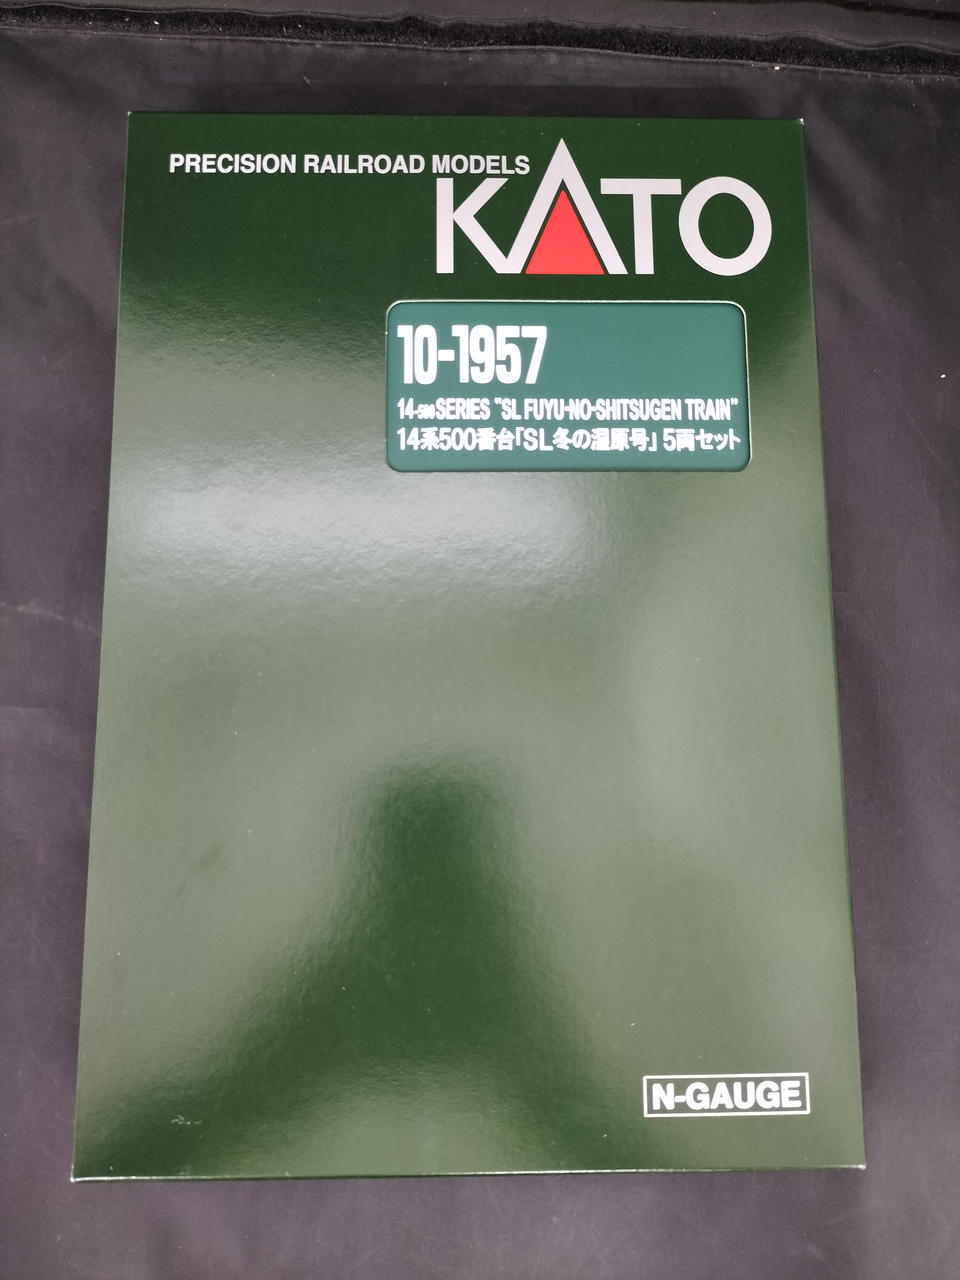 PRECISION RAILROAD MODELS
KATO
10-1957
14-500 SERIES "SL FUYU-NO-SHITSUGEN TRAIN"
14系500番台「SL冬の湿原号」 5両セット
N-GAUGE